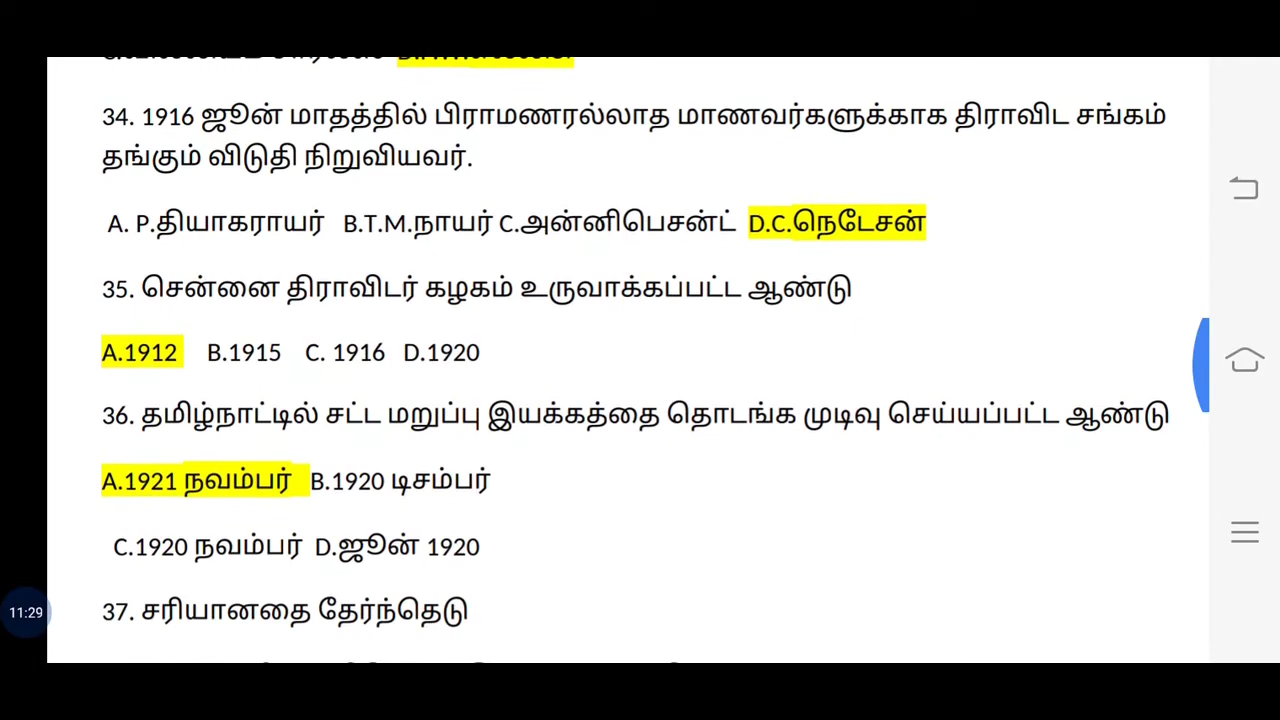 34. 1916 ஜூன் மாதத்தில் பிராமணரல்லாத மாணவர்களுக்காக திராவிட சங்கம்
தங்கும் விடுதி நிறுவியவர்.
A. P.தியாகராயர் B.T.M.நாயர் C.அன்னிபெசன்ட் D.C.நெடேசன்
35. சென்னை திராவிடர் கழகம் உருவாக்கப்பட்ட ஆண்டு
A.1912 B.1915 C. 1916 D.1920
36. தமிழ்நாட்டில் சட்ட மறுப்பு இயக்கத்தை தொடங்க முடிவு செய்யப்பட்ட ஆண்டு
A.1921 நவம்பர் B.1920 டிசம்பர்
C.1920 நவம்பர் D.ஜூன் 1920
11:29
37. சரியானதை தேர்ந்தெடு